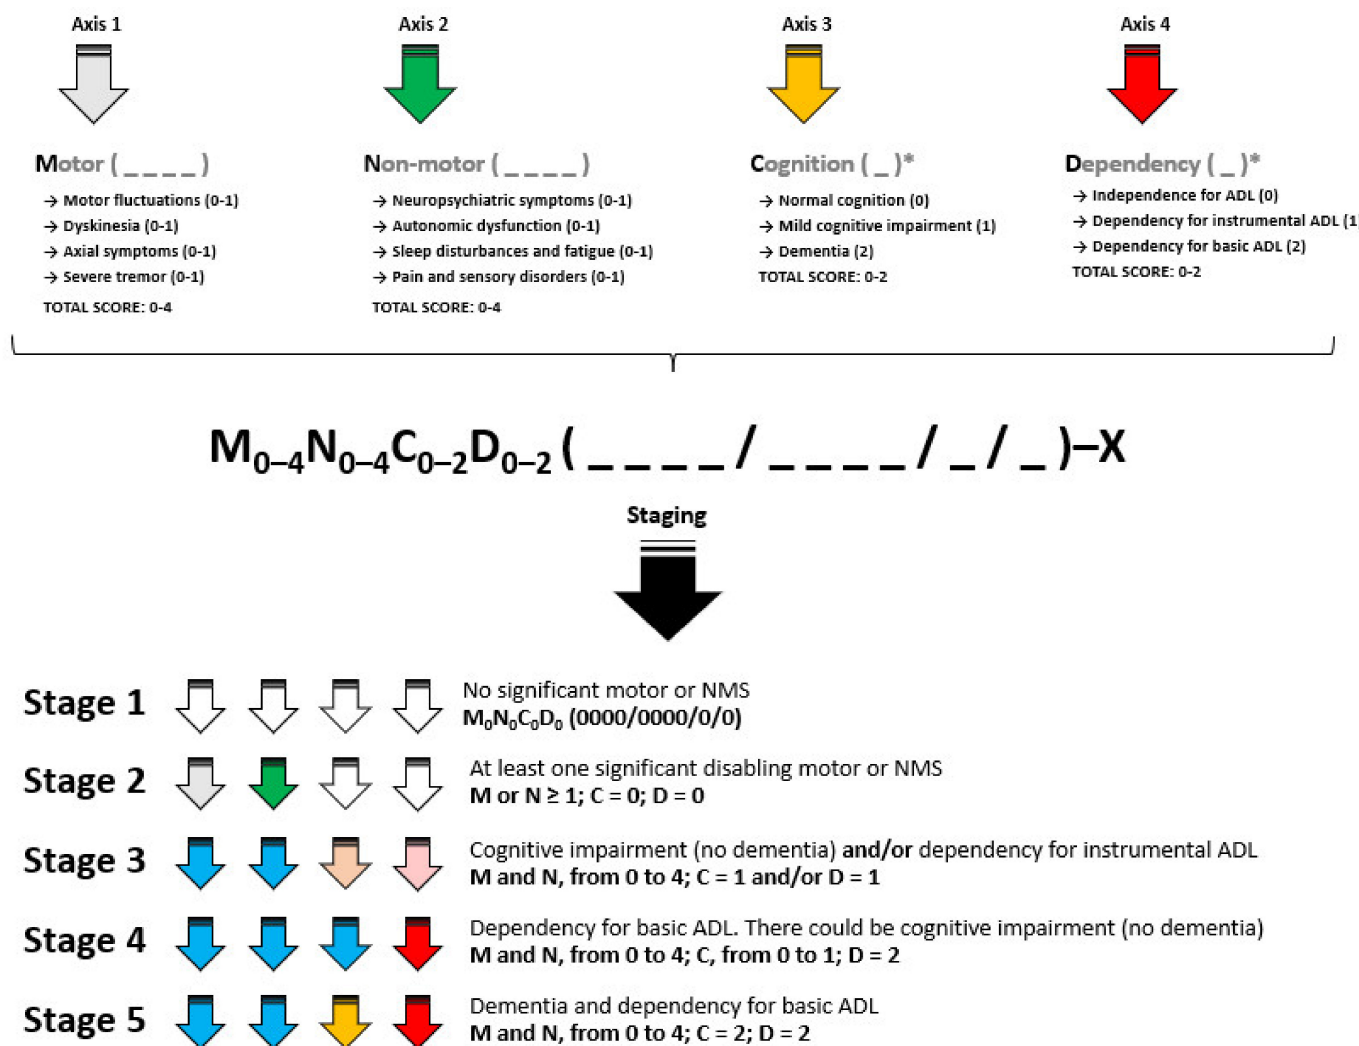 Axis 1
Axis 2
Axis 3
Axis 4
Motor ( _ _ _ _ )
→ Motor fluctuations (0-1)
→ Dyskinesia (0-1)
→ Axial symptoms (0-1)
→ Severe tremor (0-1)
TOTAL SCORE: 0-4
Non-motor ( _ _ _ _ )
→ Neuropsychiatric symptoms (0-1)
→ Autonomic dysfunction (0-1)
→ Sleep disturbances and fatigue (0-1)
→ Pain and sensory disorders (0-1)
TOTAL SCORE: 0-4
Cognition ( _ )*
→ Normal cognition (0)
→ Mild cognitive impairment (1)
→ Dementia (2)
TOTAL SCORE: 0-2
Dependency ( _ )*
→ Independence for ADL (0)
→ Dependency for instrumental ADL (1)
→ Dependency for basic ADL (2)
TOTAL SCORE: 0-2
M₀₋₄N₀₋₄C₀₋₂D₀₋₂ ( _ _ _ _ / _ _ _ _ / _ / _ )–X
Staging
Stage 1
No significant motor or NMS
M₀N₀C₀D₀ (0000/0000/0/0)
Stage 2
At least one significant disabling motor or NMS
M or N ≥ 1; C = 0; D = 0
Stage 3
Cognitive impairment (no dementia) and/or dependency for instrumental ADL
M and N, from 0 to 4; C = 1 and/or D = 1
Stage 4
Dependency for basic ADL. There could be cognitive impairment (no dementia)
M and N, from 0 to 4; C, from 0 to 1; D = 2
Stage 5
Dementia and dependency for basic ADL
M and N, from 0 to 4; C = 2; D = 2